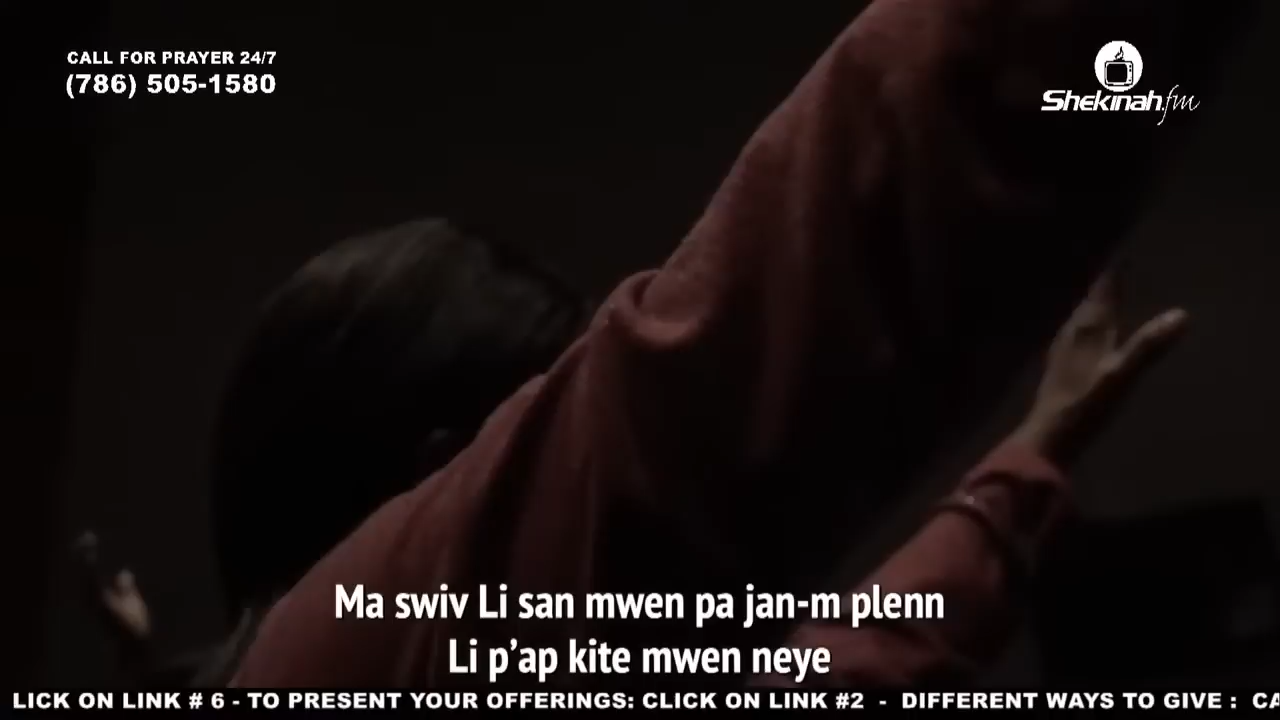 CALL FOR PRAYER 24/7
(786) 505-1580
Shekinah.fm
Ma swiv Li san mwen pa jan-m plenn
Li p’ap kite mwen neye
LICK ON LINK # 6 - TO PRESENT YOUR OFFERINGS: CLICK ON LINK #2 - DIFFERENT WAYS TO GIVE : CA